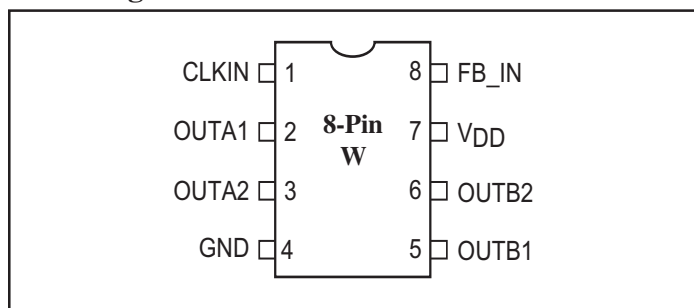 CLKIN 1 8 FB_IN
OUTA1 2 8-Pin 7 VDD
W
OUTA2 3 6 OUTB2
GND 4 5 OUTB1